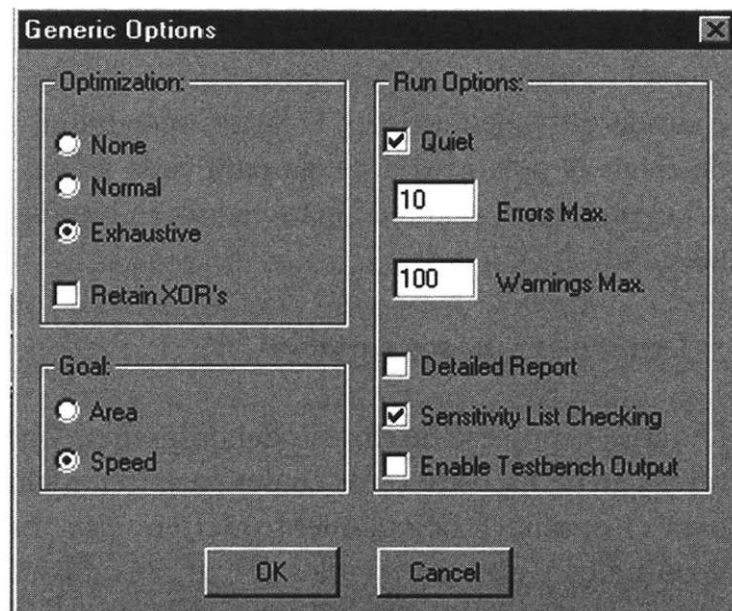 Generic Options
Optimization:
None
Normal
Exhaustive
Retain XOR's
Goal:
Area
Speed
Run Options:
Quiet
10 Errors Max.
100 Warnings Max.
Detailed Report
Sensitivity List Checking
Enable Testbench Output
OK Cancel